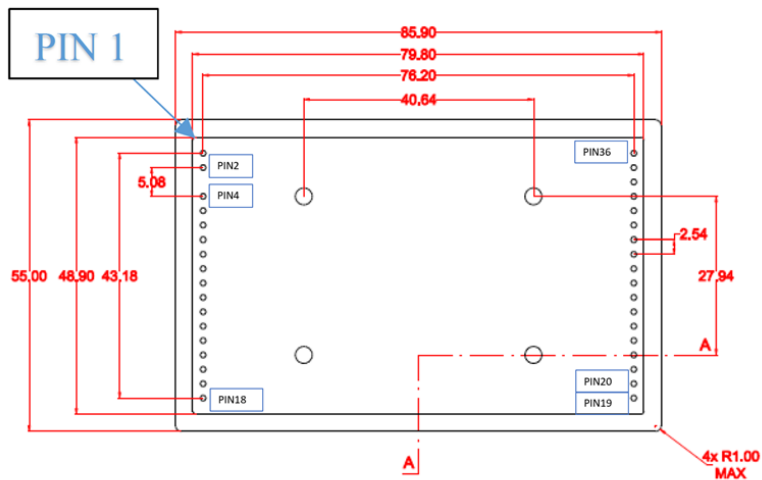 PIN 1
85.90
79.80
76.20
40.64
PIN36
PIN2
5.08
PIN4
2.54
55.00
48.90
43.18
27.94
A
PIN20
PIN18
PIN19
A
4x R1.00
MAX